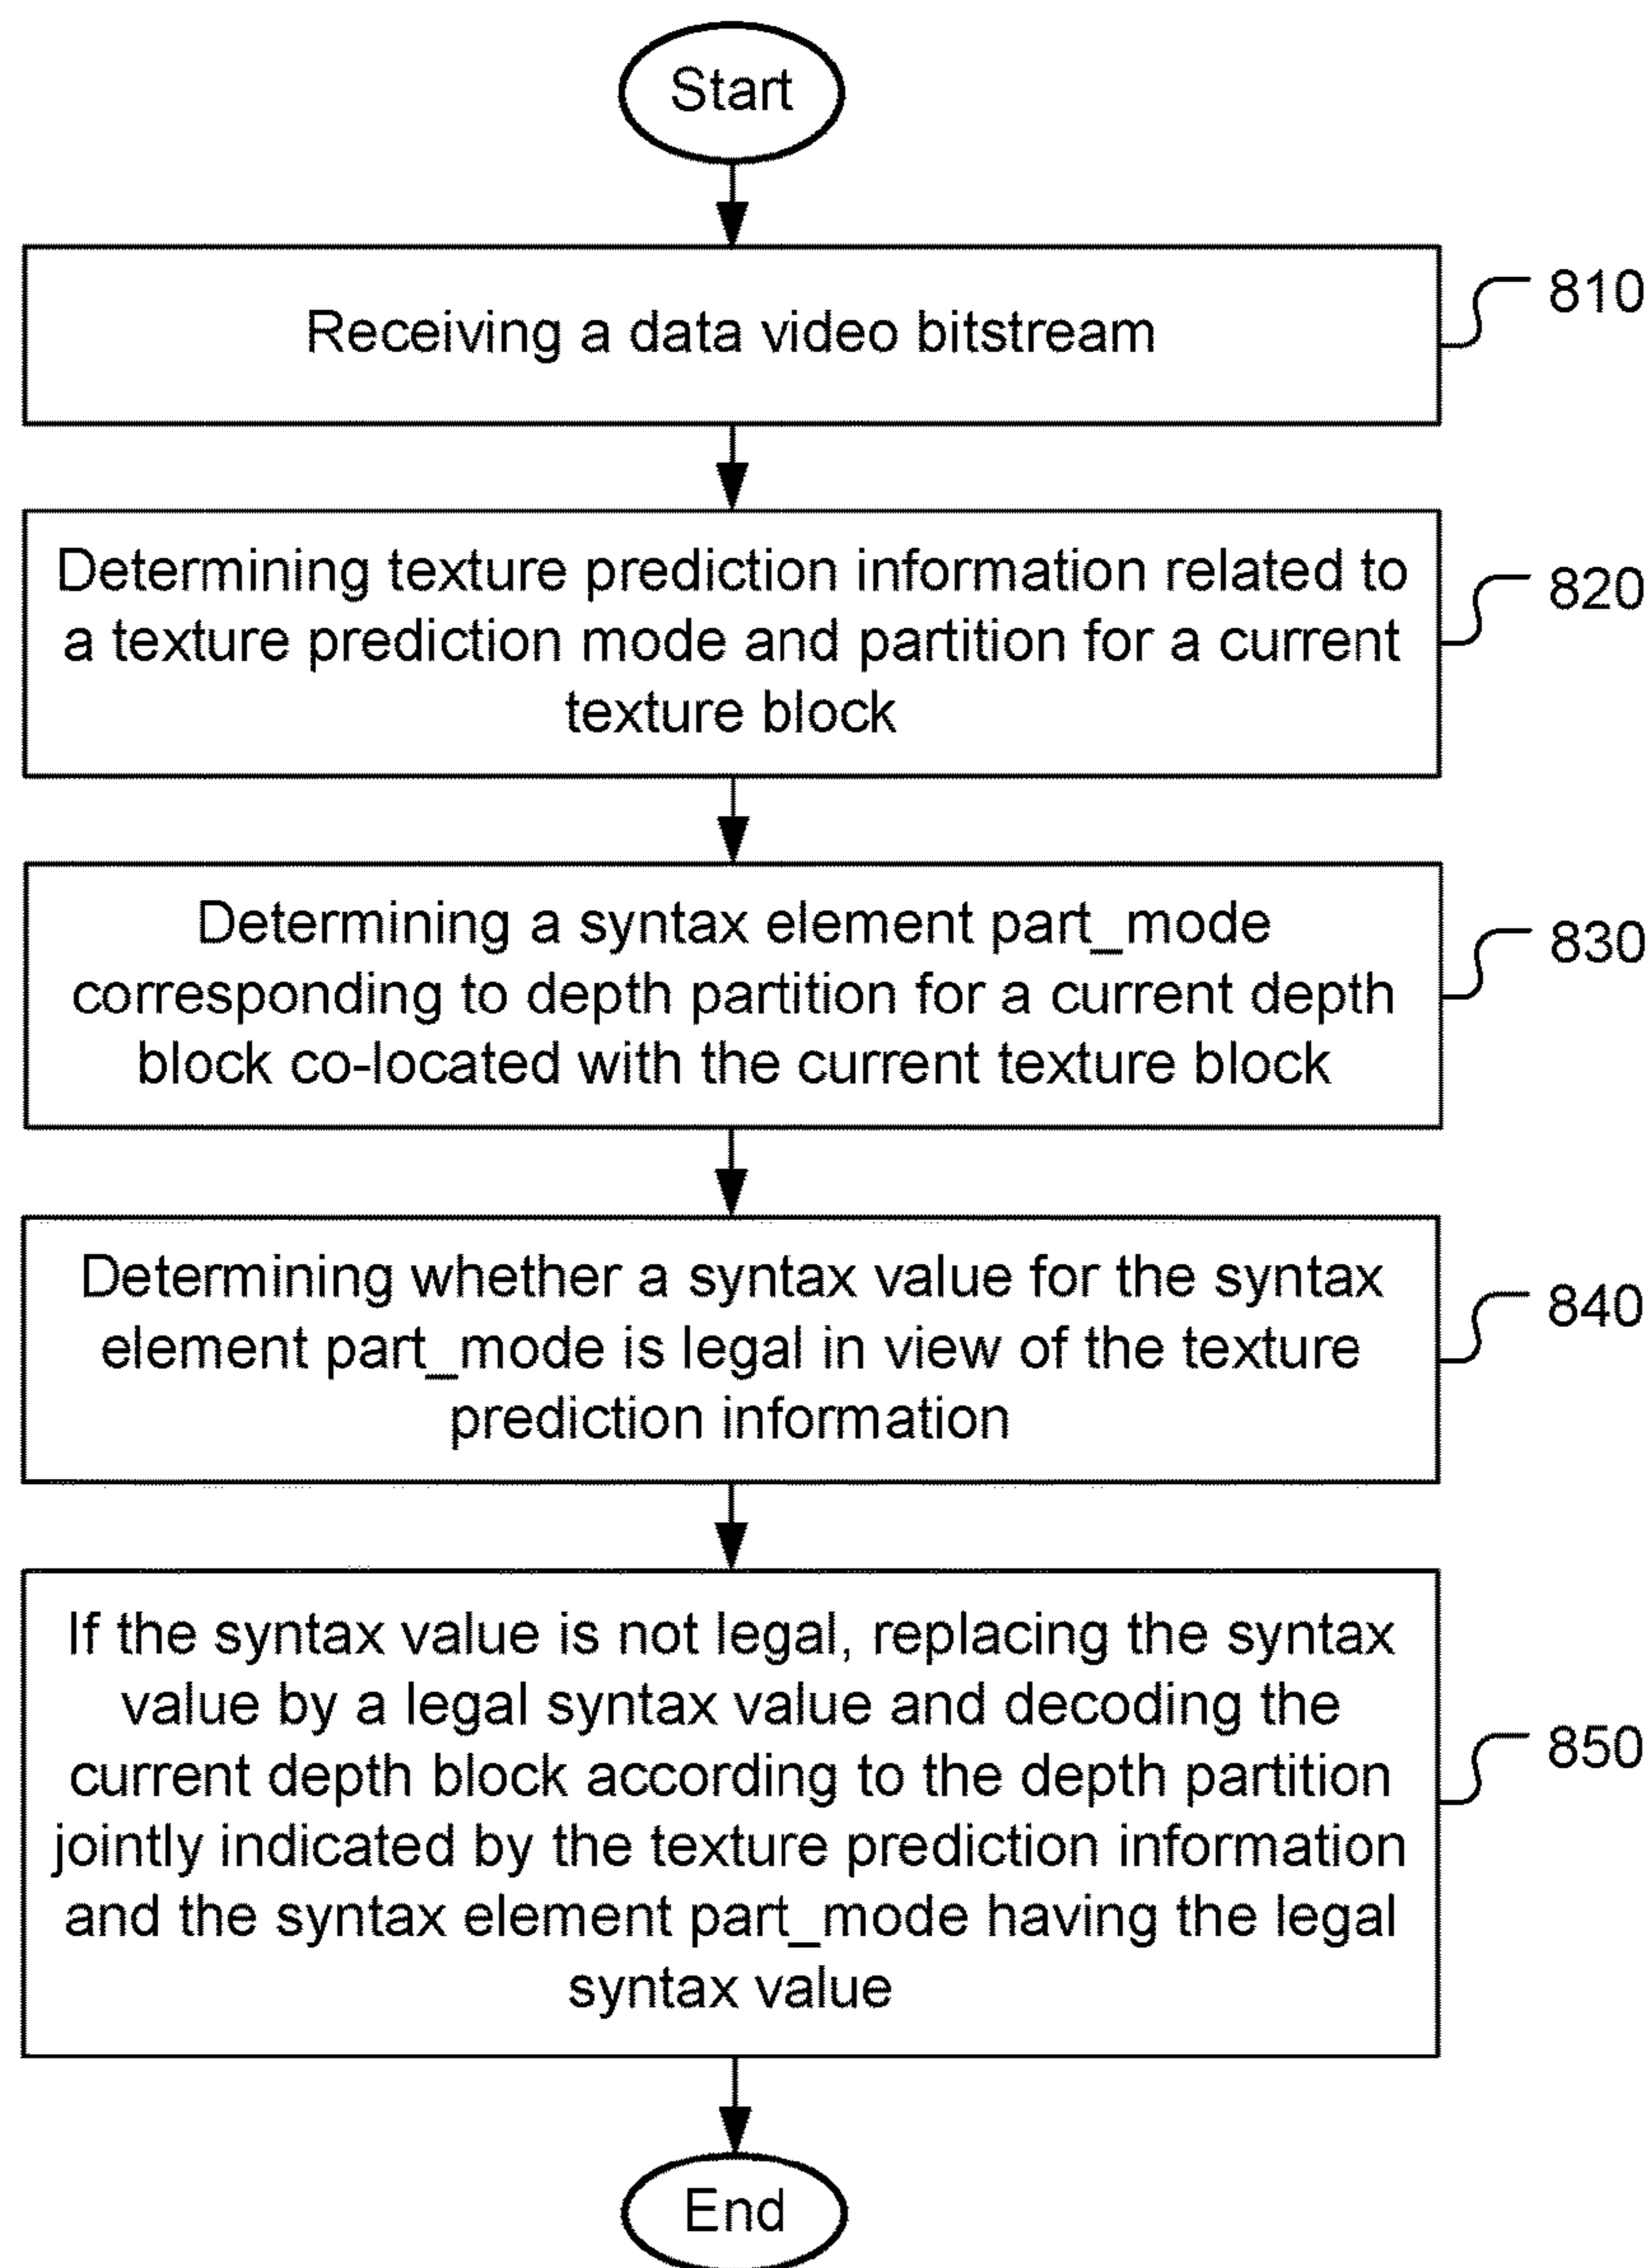 Start
Receiving a data video bitstream
810
Determining texture prediction information related to
a texture prediction mode and partition for a current
texture block
820
Determining a syntax element part_mode
corresponding to depth partition for a current depth
block co-located with the current texture block
830
Determining whether a syntax value for the syntax
element part_mode is legal in view of the texture
prediction information
840
If the syntax value is not legal, replacing the syntax
value by a legal syntax value and decoding the
current depth block according to the depth partition
jointly indicated by the texture prediction information
and the syntax element part_mode having the legal
syntax value
850
End